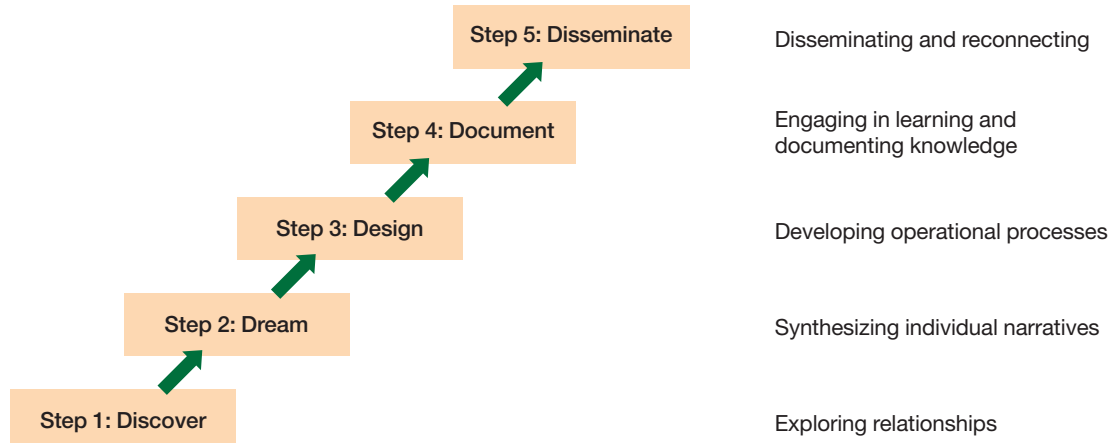 Step 5: Disseminate
Disseminating and reconnecting
Step 4: Document
Engaging in learning and
documenting knowledge
Step 3: Design
Developing operational processes
Step 2: Dream
Synthesizing individual narratives
Step 1: Discover
Exploring relationships